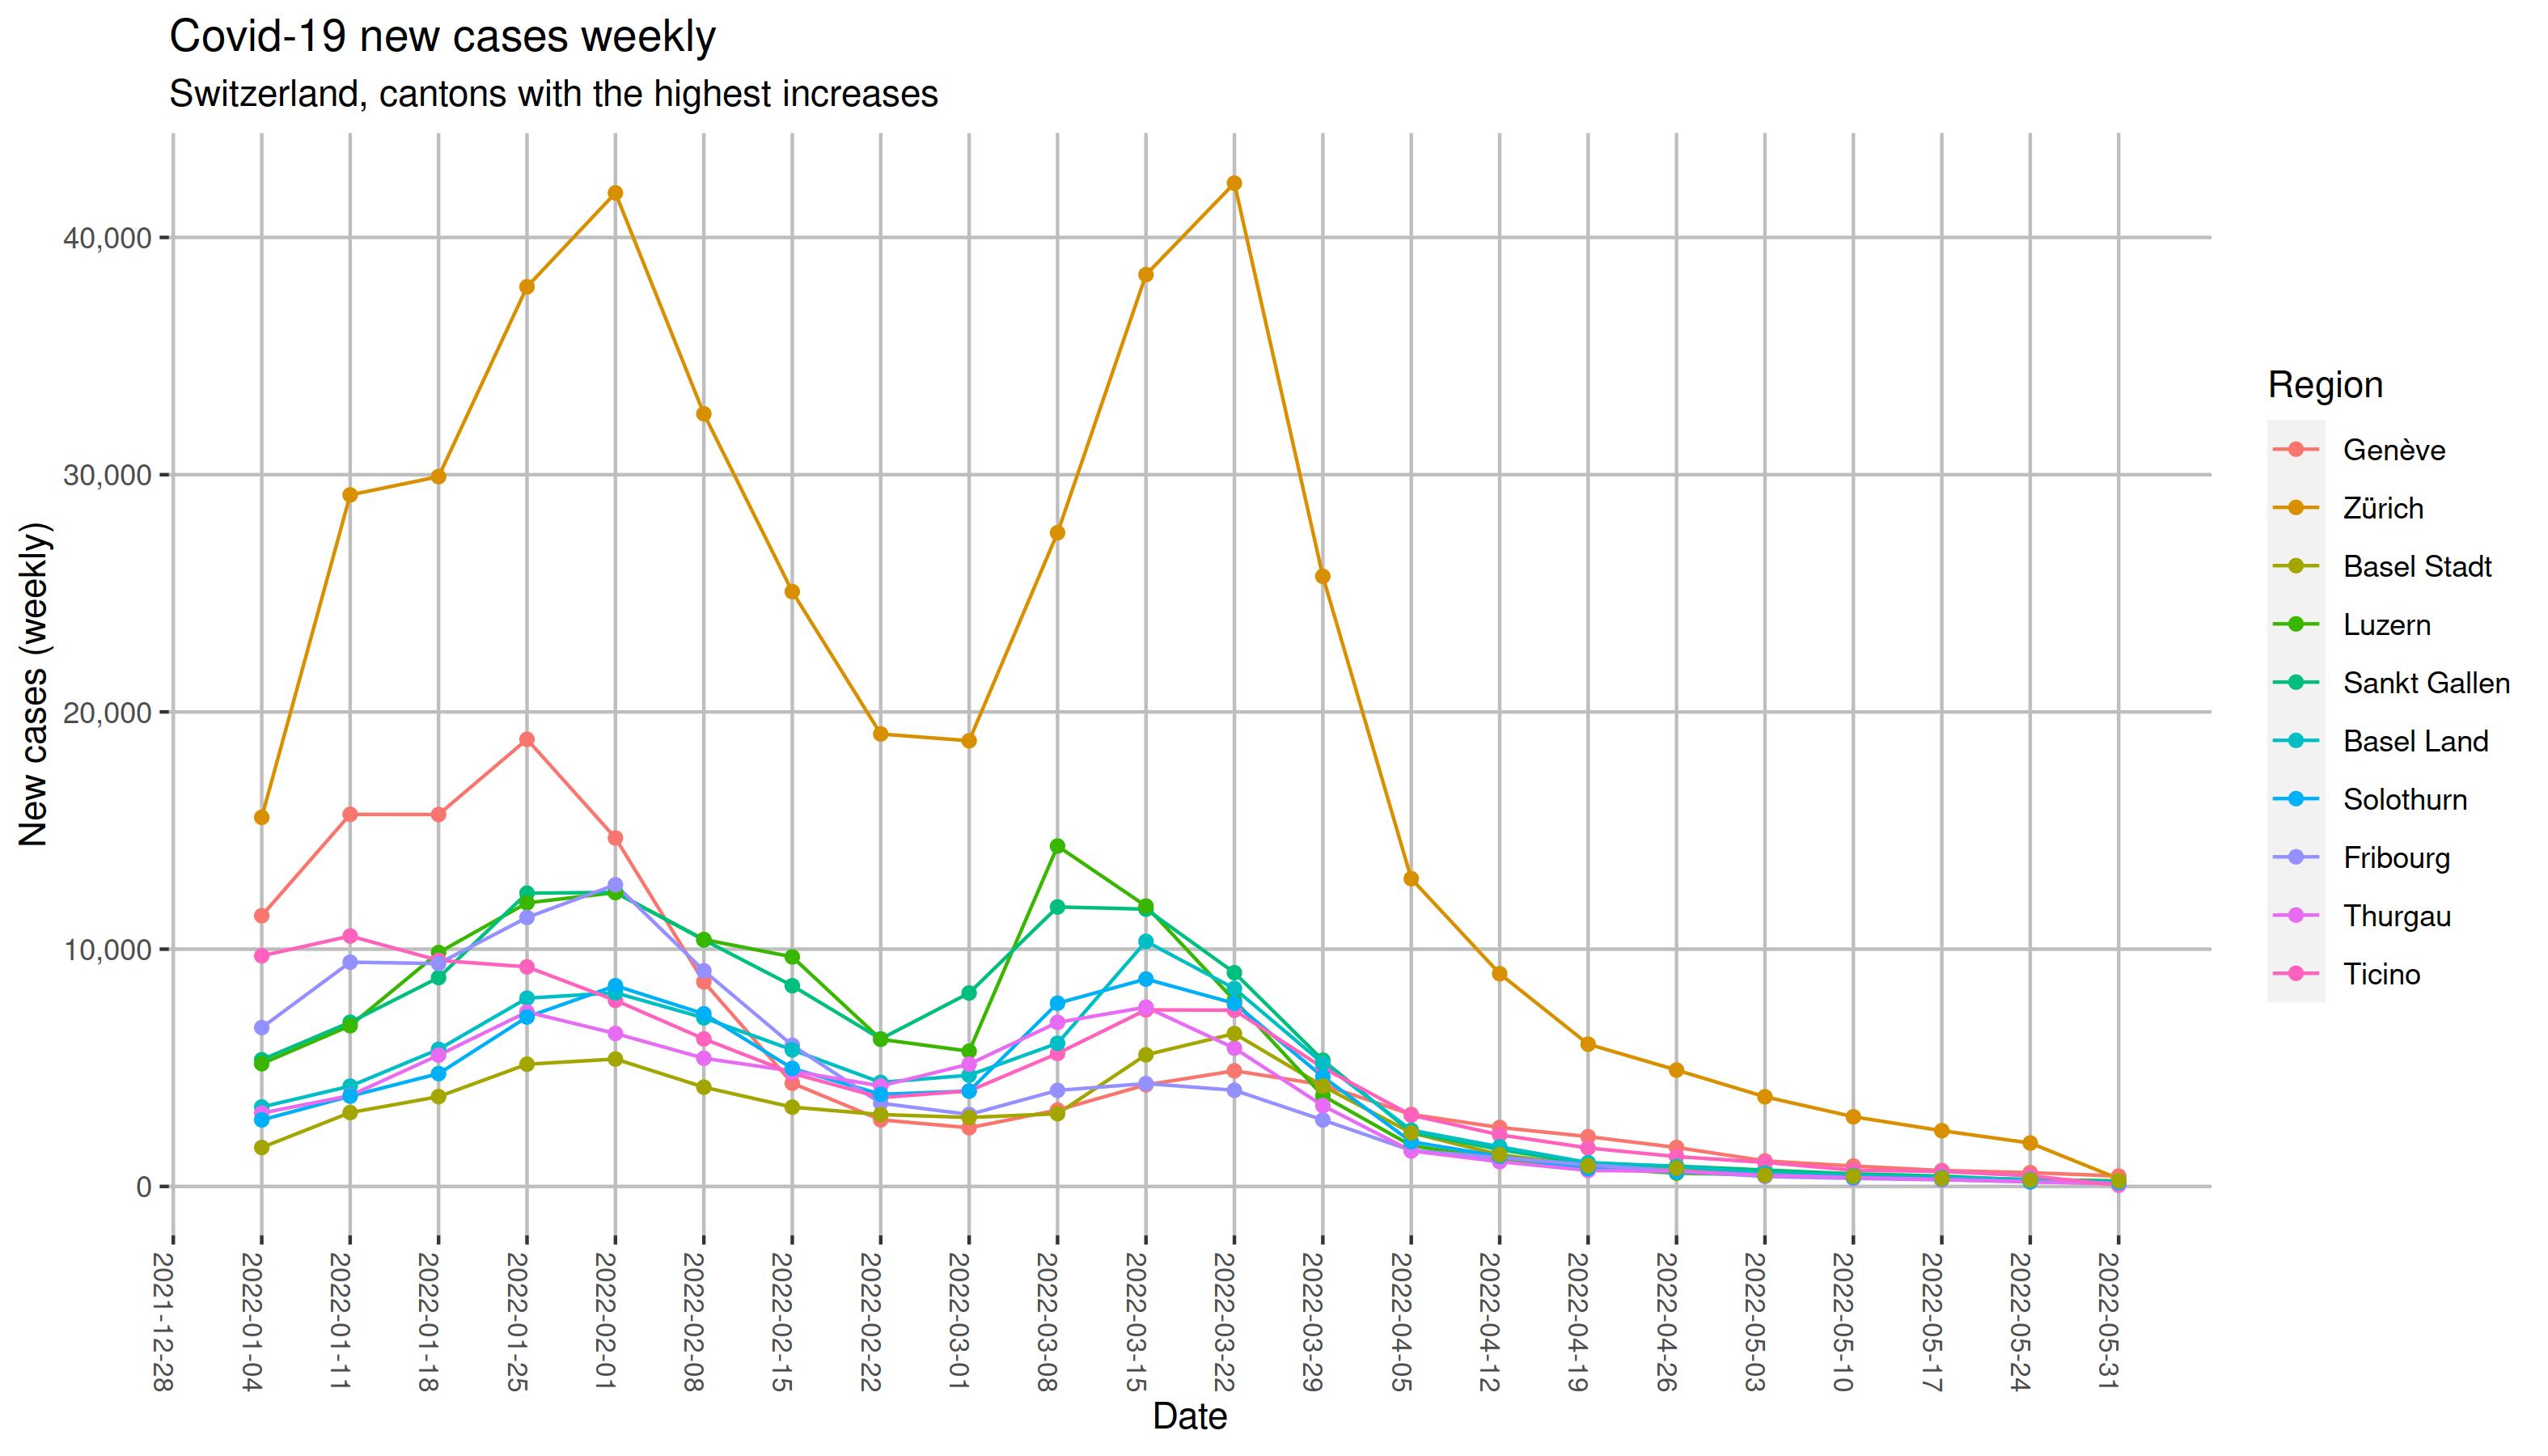 Covid-19 new cases weekly
Switzerland, cantons with the highest increases
New cases (weekly)
40,000
30,000
20,000
10,000
0
2021-12-28
2022-01-04
2022-01-11
2022-01-18
2022-01-25
2022-02-01
2022-02-08
2022-02-15
2022-02-22
2022-03-01
2022-03-08
2022-03-15
2022-03-22
2022-03-29
2022-04-05
2022-04-12
2022-04-19
2022-04-26
2022-05-03
2022-05-10
2022-05-17
2022-05-24
2022-05-31
Date
Region
Genève
Zürich
Basel Stadt
Luzern
Sankt Gallen
Basel Land
Solothurn
Fribourg
Thurgau
Ticino